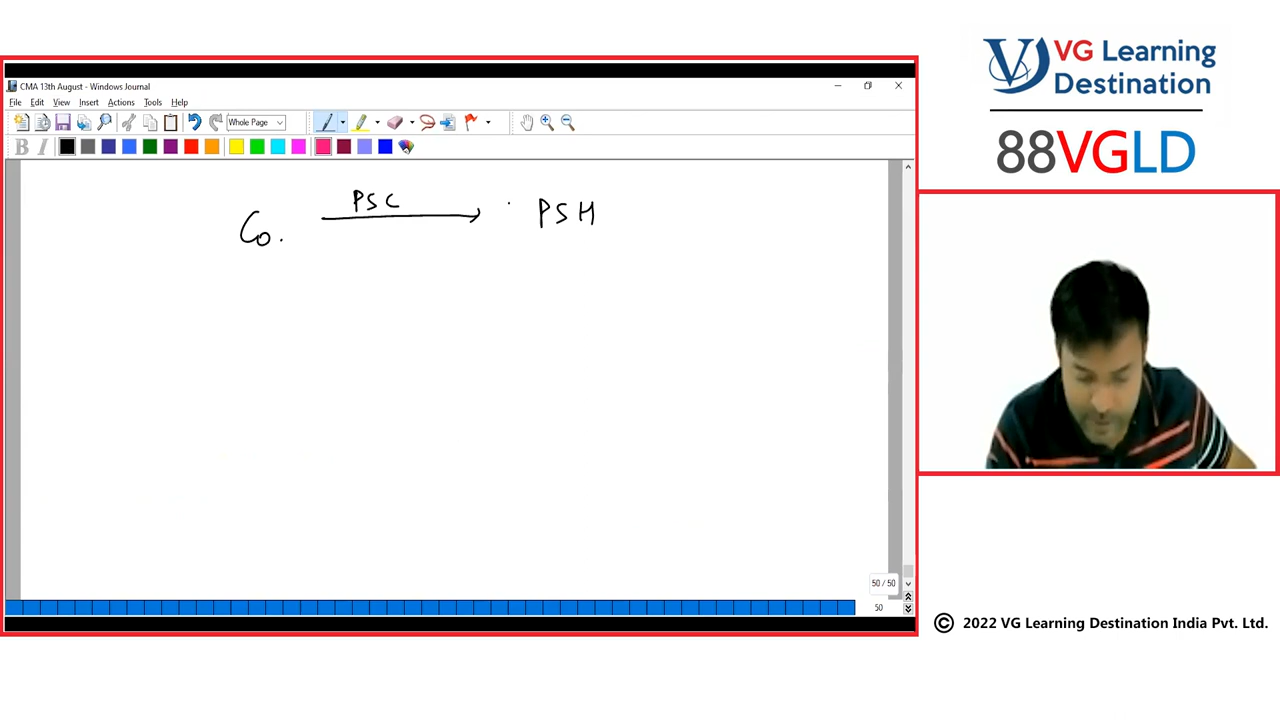 CMA 13th August - Windows Journal
File Edit View Insert Actions Tools Help
Whole Page
B I
PSC
Co.
PSH
50 / 50
50
VG Learning
Destination
88VGLD
© 2022 VG Learning Destination India Pvt. Ltd.